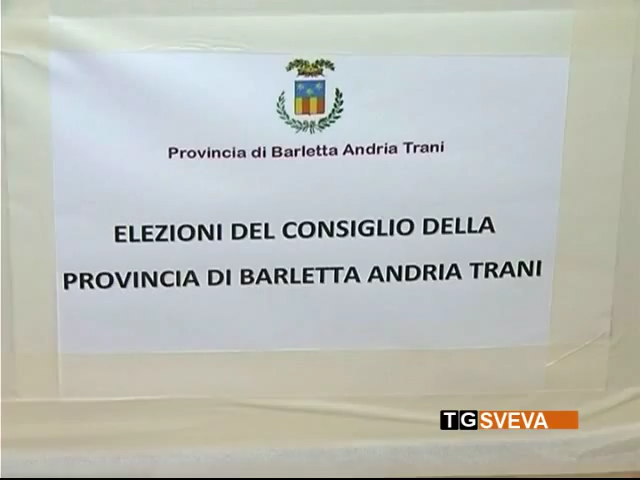 Provincia di Barletta Andria Trani
ELEZIONI DEL CONSIGLIO DELLA
PROVINCIA DI BARLETTA ANDRIA TRANI
TGSVEVA